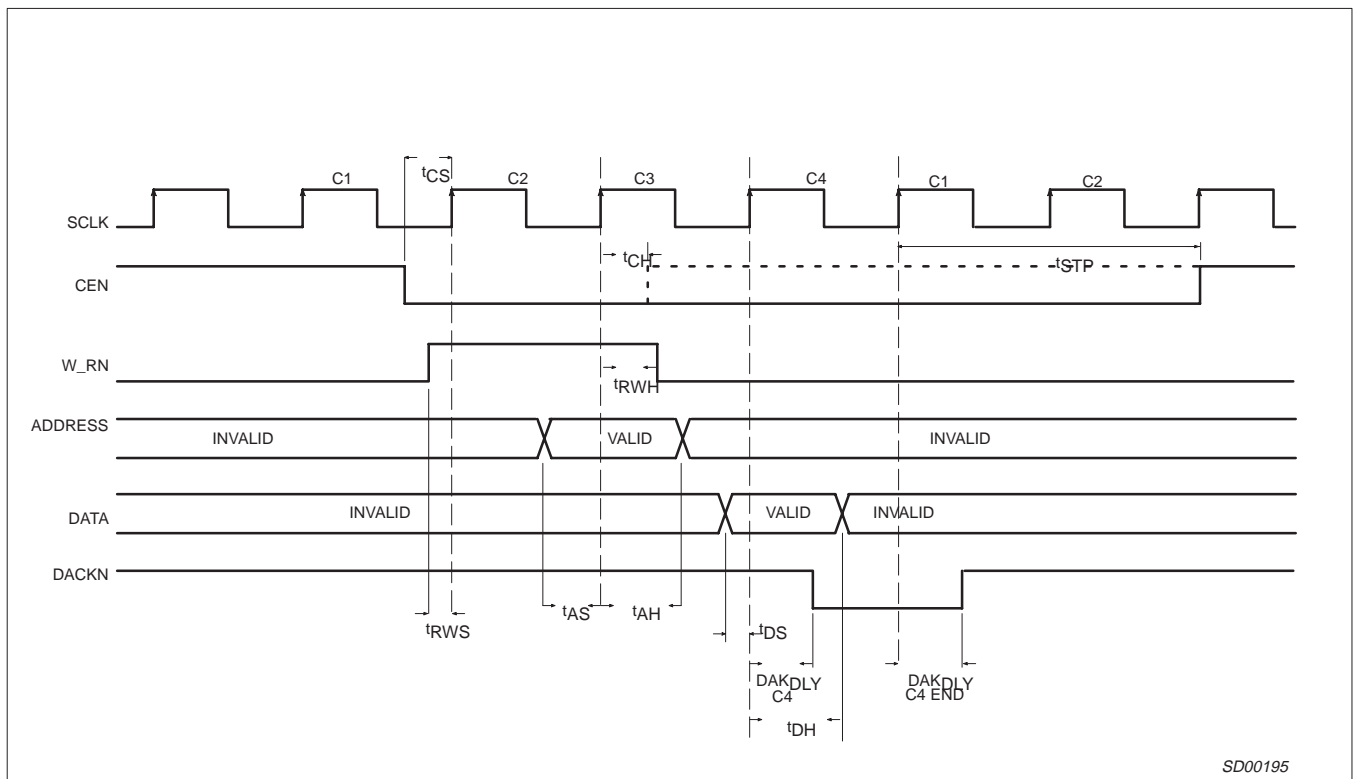 C1
tCS
C2
C3
C4
C1
C2
SCLK
tCH
tSTP
CEN
W_RN
tRWH
ADDRESS
INVALID
VALID
INVALID
DATA
INVALID
VALID
INVALID
DACKN
tRWS
tAS
tAH
tDS
DAKDLY
C4
DAKDLY
C4 END
tDH
SD00195